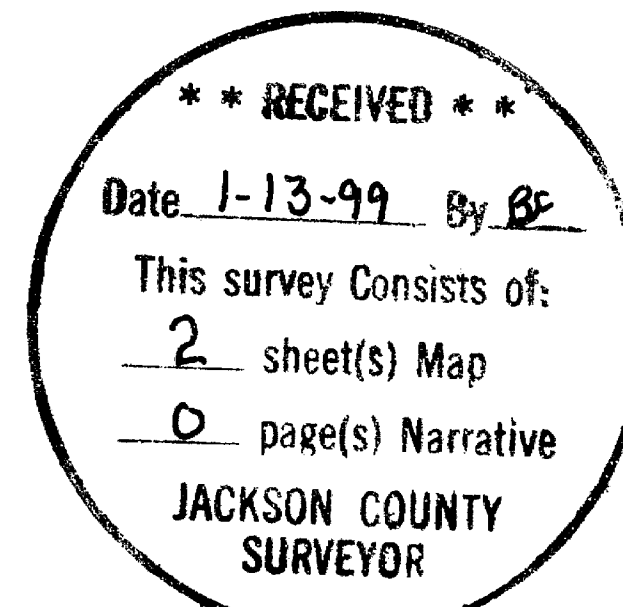 * * RECEIVED * *
Date 1-13-99 By BC
This survey Consists of:
2 sheet(s) Map
0 page(s) Narrative
JACKSON COUNTY
SURVEYOR